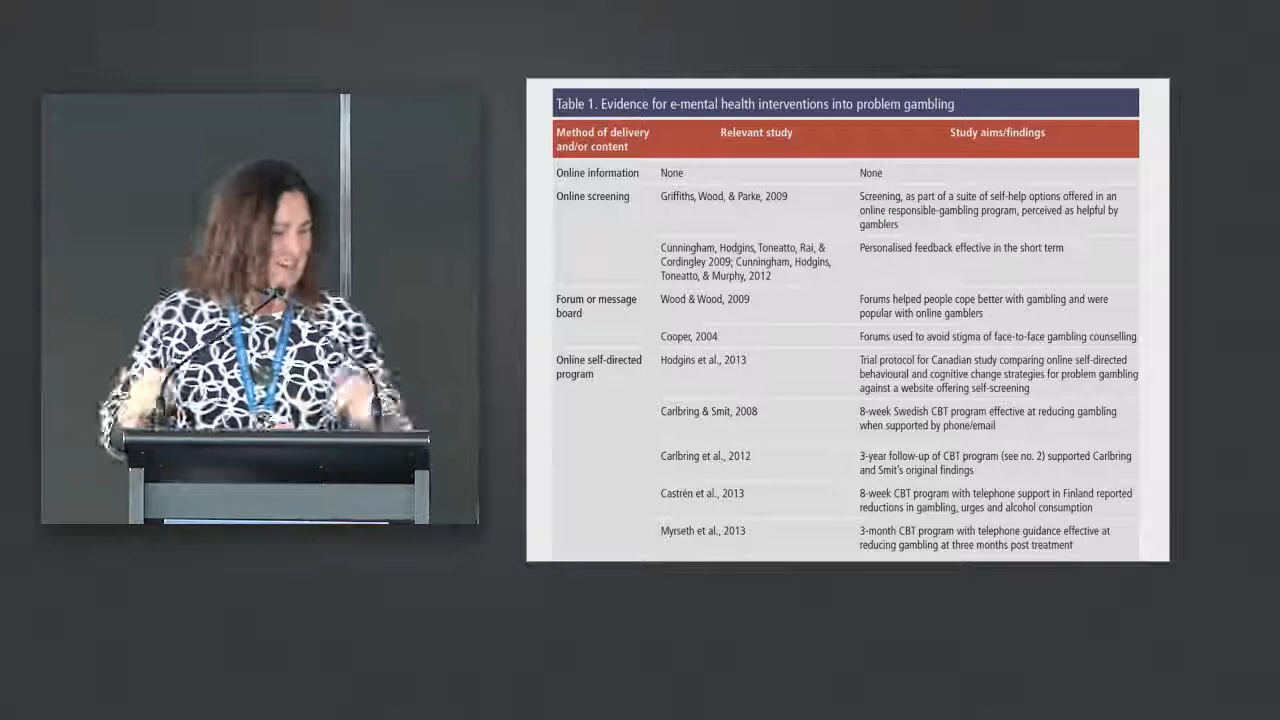 Table 1. Evidence for e-mental health interventions into problem gambling
Method of delivery
and/or content
Relevant study
Study aims/findings
Online information
None
None
Online screening
Griffiths, Wood, & Parke, 2009
Screening, as part of a suite of self-help options offered in an
online responsible-gambling program, perceived as helpful by
gamblers
Cunningham, Hodgins, Toneatto, Rai, &
Cordingley 2009; Cunningham, Hodgins,
Toneatto, & Murphy, 2012
Personalised feedback effective in the short term
Forum or message
board
Wood & Wood, 2009
Forums helped people cope better with gambling and were
popular with online gamblers
Cooper, 2004
Forums used to avoid stigma of face-to-face gambling counselling
Online self-directed
program
Hodgins et al., 2013
Trial protocol for Canadian study comparing online self-directed
behavioural and cognitive change strategies for problem gambling
against a website offering self-screening
Carlbring & Smit, 2008
8-week Swedish CBT program effective at reducing gambling
when supported by phone/email
Carlbring et al., 2012
3-year follow-up of CBT program (see no. 2) supported Carlbring
and Smit's original findings
Castrén et al., 2013
8-week CBT program with telephone support in Finland reported
reductions in gambling, urges and alcohol consumption
Myrseth et al., 2013
3-month CBT program with telephone guidance effective at
reducing gambling at three months post treatment